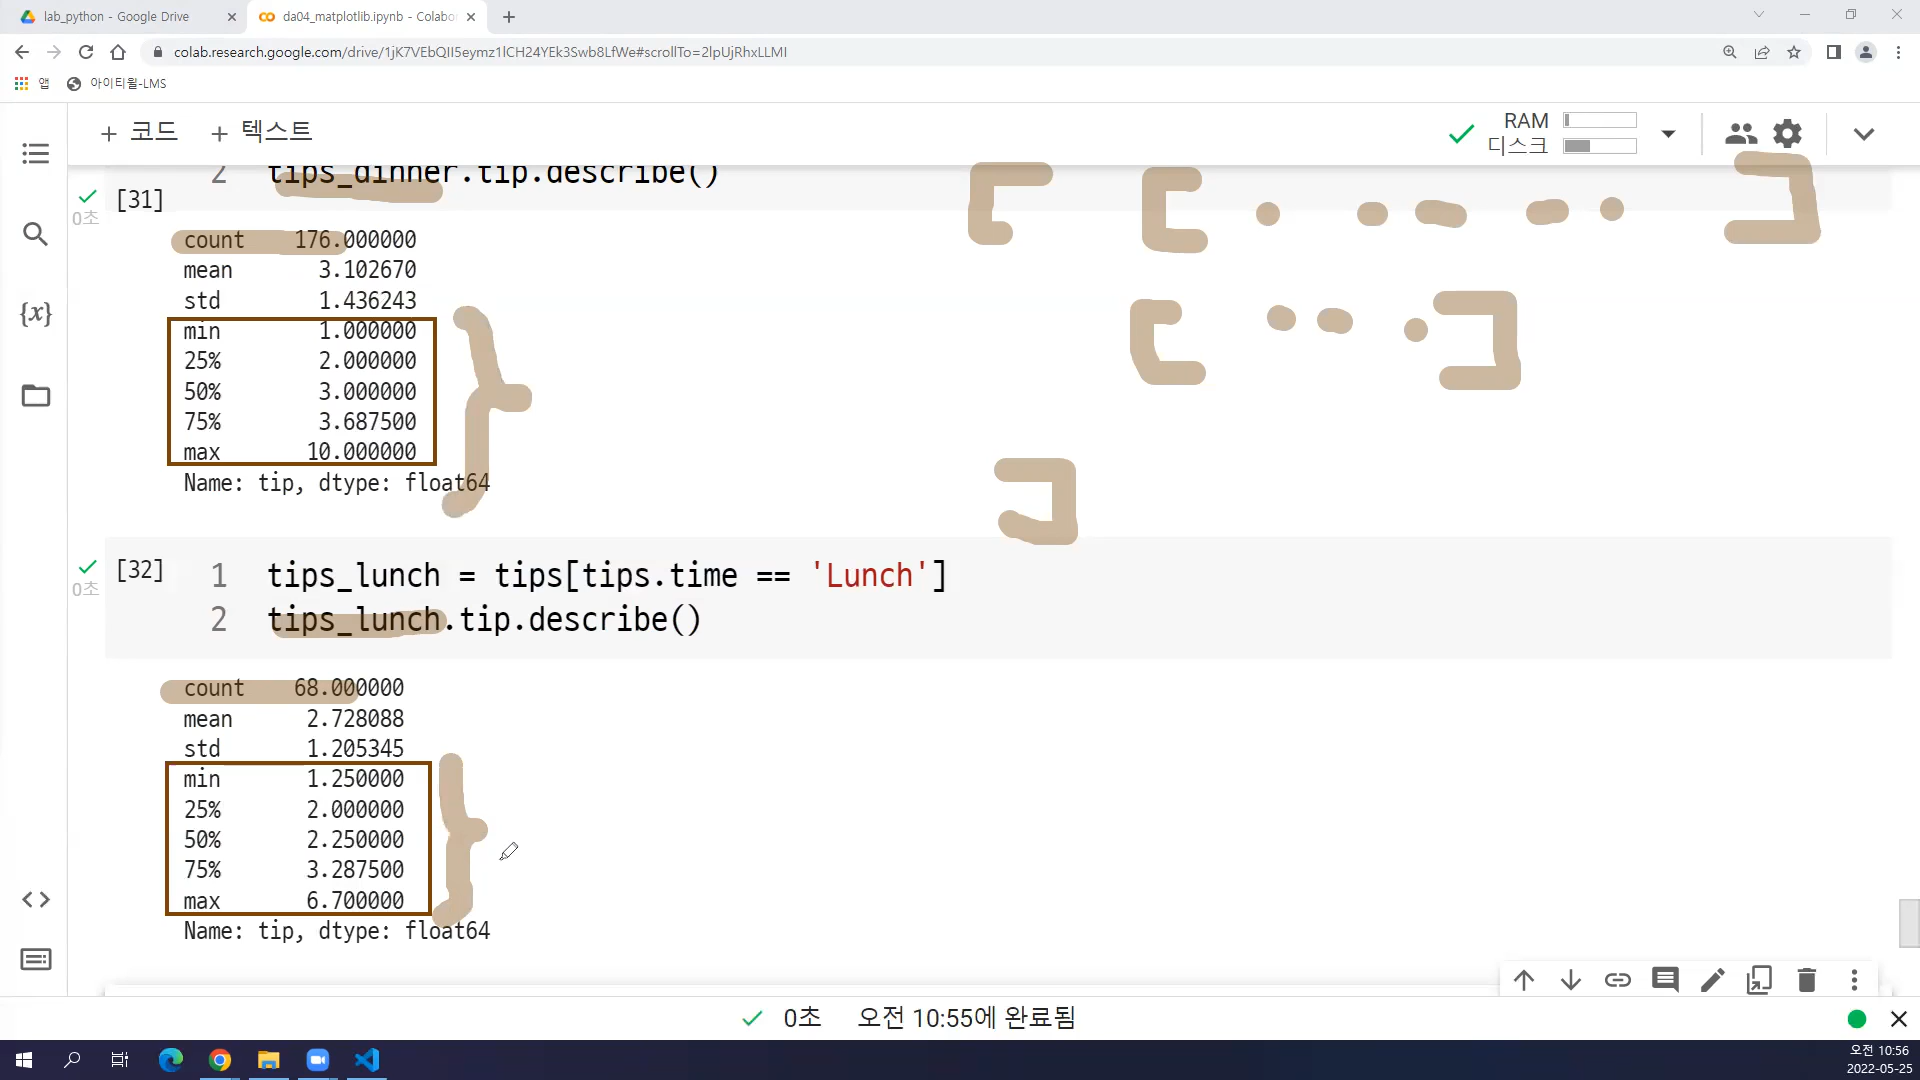 lab_python - Google Drive
da04_matplotlib.ipynb - Colabor
colab.research.google.com/drive/1jK7VEbQII5eymz1lCH24YEk3Swb8LfWe#scrollTo=2lpUjRhxLLMI
앱
아이티윌-LMS
+ 코드 + 텍스트
RAM
디스크
[31]
0초
2 tips_dinner.tip.describe()
count 176.000000
mean 3.102670
std 1.436243
min 1.000000
25% 2.000000
50% 3.000000
75% 3.687500
max 10.000000
Name: tip, dtype: float64
[32]
0초
1 tips_lunch = tips[tips.time == 'Lunch']
2 tips_lunch.tip.describe()
count 68.000000
mean 2.728088
std 1.205345
min 1.250000
25% 2.000000
50% 2.250000
75% 3.287500
max 6.700000
Name: tip, dtype: float64
0초 오전 10:55에 완료됨
오전 10:56
2022-05-25